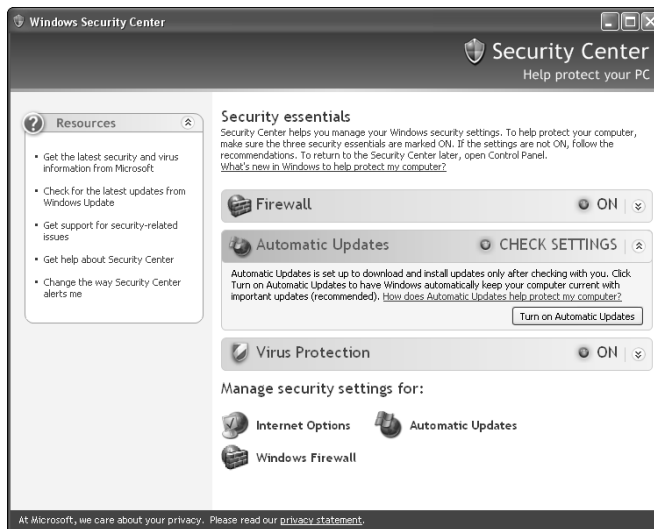 Windows Security Center
Security Center
Help protect your PC
Resources
Get the latest security and virus
information from Microsoft
Check for the latest updates from
Windows Update
Get support for security-related
issues
Get help about Security Center
Change the way Security Center
alerts me
Security essentials
Security Center helps you manage your Windows security settings. To help protect your computer,
make sure the three security essentials are marked ON. If the settings are not ON, follow the
recommendations. To return to the Security Center later, open Control Panel.
What's new in Windows to help protect my computer?
Firewall ON
Automatic Updates CHECK SETTINGS
Automatic Updates is set up to download and install updates only after checking with you. Click
Turn on Automatic Updates to have Windows automatically keep your computer current with
important updates (recommended). How does Automatic Updates help protect my computer?
Turn on Automatic Updates
Virus Protection ON
Manage security settings for:
Internet Options Automatic Updates
Windows Firewall
At Microsoft, we care about your privacy. Please read our privacy statement.